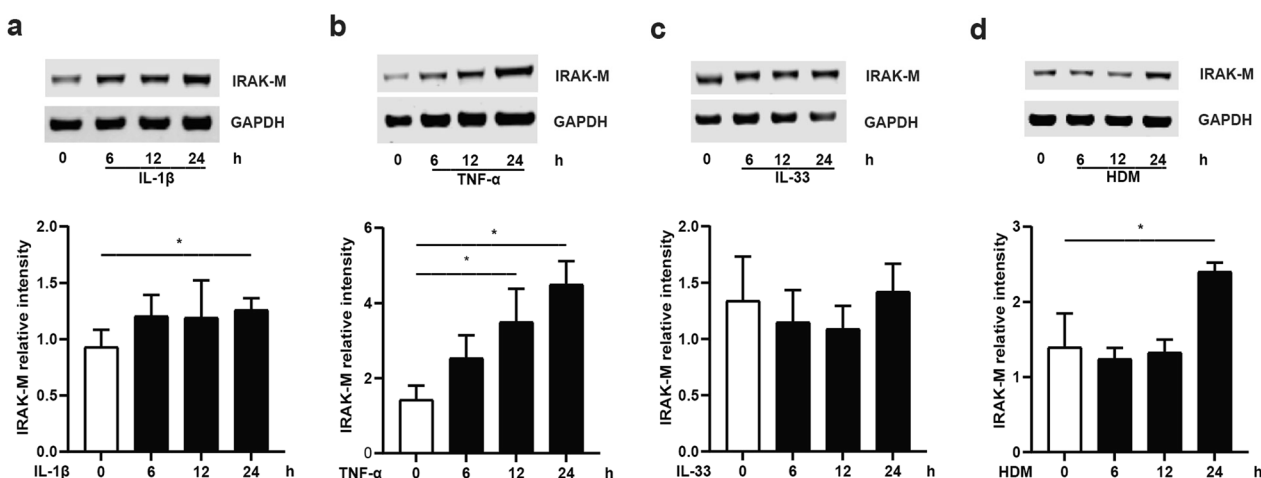 a
IRAK-M
GAPDH
0 6 12 24 h
IL-1β
IRAK-M relative intensity
2.0
1.5
1.0
0.5
0.0
*
IL-1β 0 6 12 24 h
b
IRAK-M
GAPDH
0 6 12 24 h
TNF-α
IRAK-M relative intensity
6
4
2
0
*
*
TNF-α 0 6 12 24 h
c
IRAK-M
GAPDH
0 6 12 24 h
IL-33
IRAK-M relative intensity
2.0
1.5
1.0
0.5
0.0
IL-33 0 6 12 24 h
d
IRAK-M
GAPDH
0 6 12 24 h
HDM
IRAK-M relative intensity
3
2
1
0
*
HDM 0 6 12 24 h